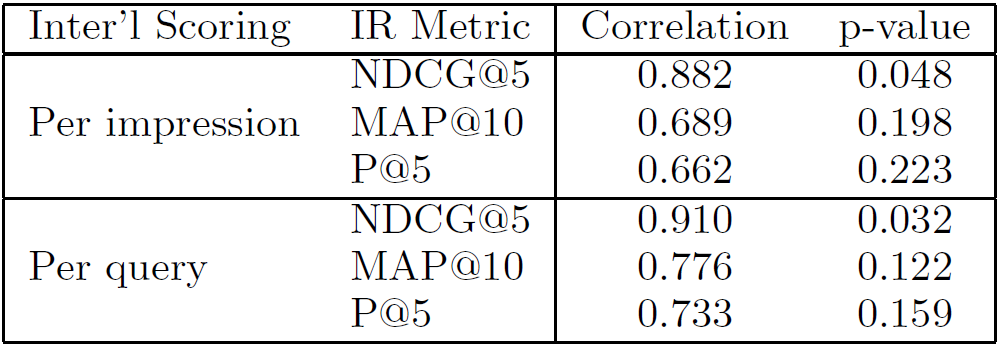 Inter'l Scoring IR Metric Correlation p-value
NDCG@5 0.882 0.048
Per impression MAP@10 0.689 0.198
P@5 0.662 0.223
NDCG@5 0.910 0.032
Per query MAP@10 0.776 0.122
P@5 0.733 0.159